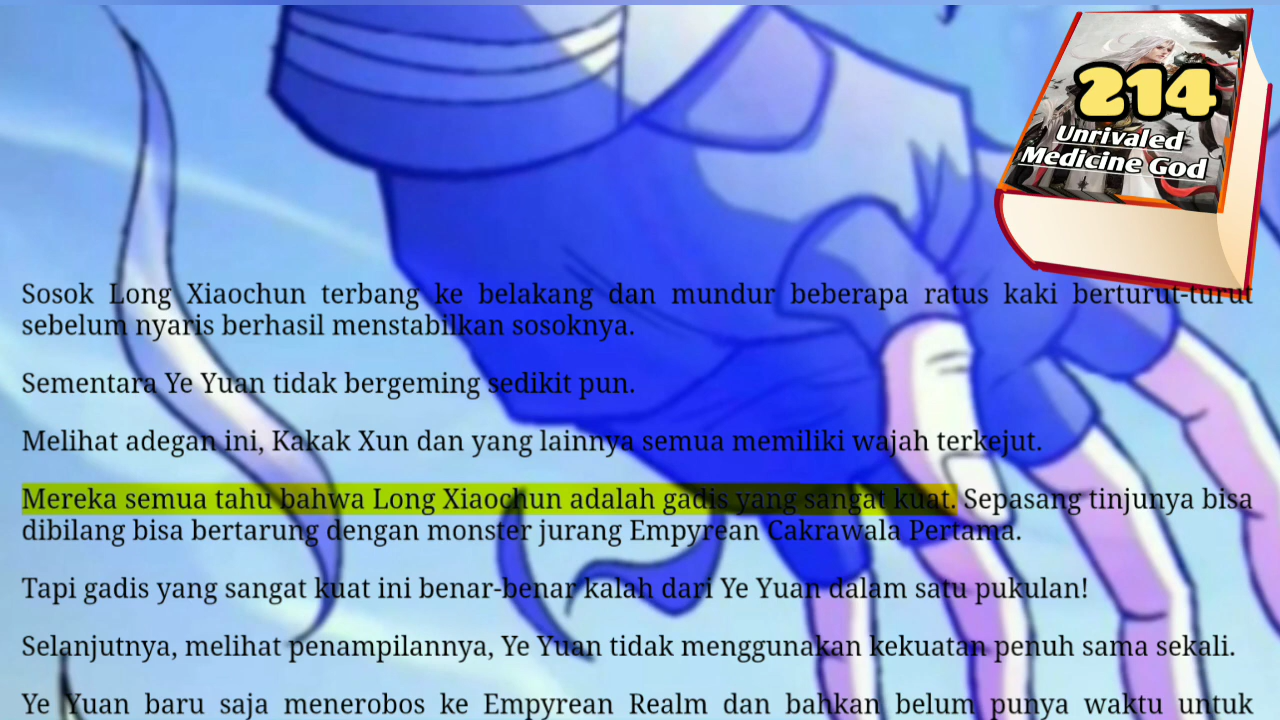 214
Unrivaled
Medicine God
Sosok Long Xiaochun terbang ke belakang dan mundur beberapa ratus kaki berturut-turut
sebelum nyaris berhasil menstabilkan sosoknya.
Sementara Ye Yuan tidak bergeming sedikit pun.
Melihat adegan ini, Kakak Xun dan yang lainnya semua memiliki wajah terkejut.
Mereka semua tahu bahwa Long Xiaochun adalah gadis yang sangat kuat. Sepasang tinjunya bisa
dibilang bisa bertarung dengan monster jurang Empyrean Cakrawala Pertama.
Tapi gadis yang sangat kuat ini benar-benar kalah dari Ye Yuan dalam satu pukulan!
Selanjutnya, melihat penampilannya, Ye Yuan tidak menggunakan kekuatan penuh sama sekali.
Ye Yuan baru saja menerobos ke Empyrean Realm dan bahkan belum punya waktu untuk